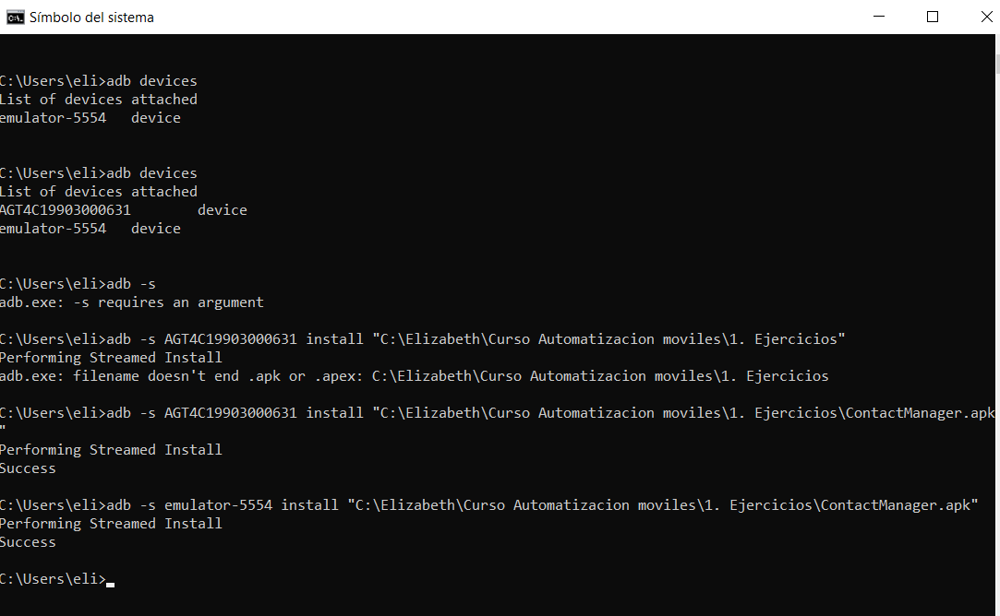 Símbolo del sistema
C:\Users\eli>adb devices
List of devices attached
emulator-5554   device
C:\Users\eli>adb devices
List of devices attached
AGT4C19903000631        device
emulator-5554   device
C:\Users\eli>adb -s
adb.exe: -s requires an argument
C:\Users\eli>adb -s AGT4C19903000631 install "C:\Elizabeth\Curso Automatizacion moviles\1. Ejercicios"
Performing Streamed Install
adb.exe: filename doesn't end .apk or .apex: C:\Elizabeth\Curso Automatizacion moviles\1. Ejercicios
C:\Users\eli>adb -s AGT4C19903000631 install "C:\Elizabeth\Curso Automatizacion moviles\1. Ejercicios\ContactManager.apk
"
Performing Streamed Install
Success
C:\Users\eli>adb -s emulator-5554 install "C:\Elizabeth\Curso Automatizacion moviles\1. Ejercicios\ContactManager.apk"
Performing Streamed Install
Success
C:\Users\eli>